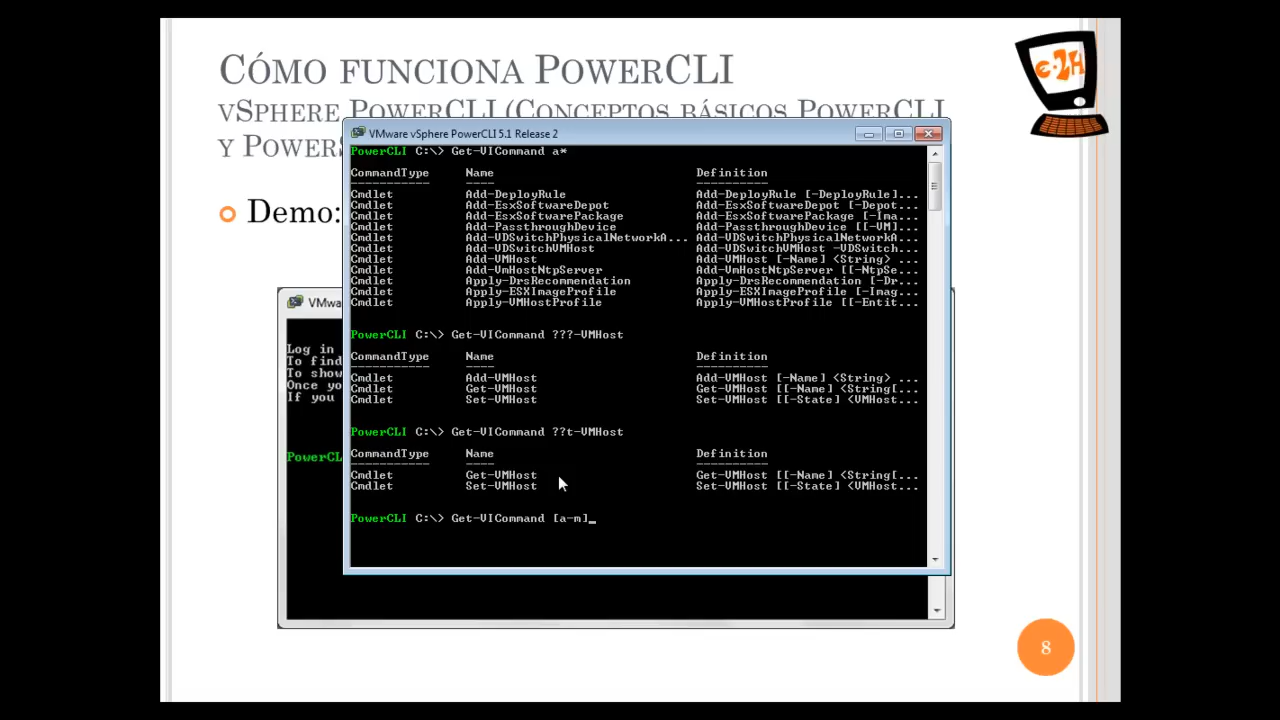 CÓMO FUNCIONA POWERCLI
VSPHERE POWERCLI (CONCEPTOS BÁSICOS POWERCLI
Y POWERS
e-2H
Demo:
VMware vSphere PowerCLI 5.1 Release 2
PowerCLI C:\> Get-VICommand a*
CommandType Name Definition
----------- ---- ----------
Cmdlet Add-DeployRule Add-DeployRule [-DeployRule]...
Cmdlet Add-EsxSoftwareDepot Add-EsxSoftwareDepot [-Depot...
Cmdlet Add-EsxSoftwarePackage Add-EsxSoftwarePackage [-Ima...
Cmdlet Add-PassthroughDevice Add-PassthroughDevice [[-VM]...
Cmdlet Add-VDSwitchPhysicalNetworkA... Add-VDSwitchPhysicalNetworkA...
Cmdlet Add-VDSwitchVMHost Add-VDSwitchVMHost -VDSwitch...
Cmdlet Add-VMHost Add-VMHost [-Name] <String> ...
Cmdlet Add-VmHostNtpServer Add-VmHostNtpServer [[-NtpSe...
Cmdlet Apply-DrsRecommendation Apply-DrsRecommendation [-Dr...
Cmdlet Apply-ESXImageProfile Apply-ESXImageProfile [-Imag...
Cmdlet Apply-VMHostProfile Apply-VMHostProfile [[-Entit...
PowerCLI C:\> Get-VICommand ???-VMHost
CommandType Name Definition
----------- ---- ----------
Cmdlet Add-VMHost Add-VMHost [-Name] <String> ...
Cmdlet Get-VMHost Get-VMHost [[-Name] <String[...
Cmdlet Set-VMHost Set-VMHost [[-State] <VMHost...
PowerCLI C:\> Get-VICommand ??t-VMHost
CommandType Name Definition
----------- ---- ----------
Cmdlet Get-VMHost Get-VMHost [[-Name] <String[...
Cmdlet Set-VMHost Set-VMHost [[-State] <VMHost...
PowerCLI C:\> Get-VICommand [a-m]_
VMwa
Log in
To find
To show
Once yo
If you
PowerCL
8